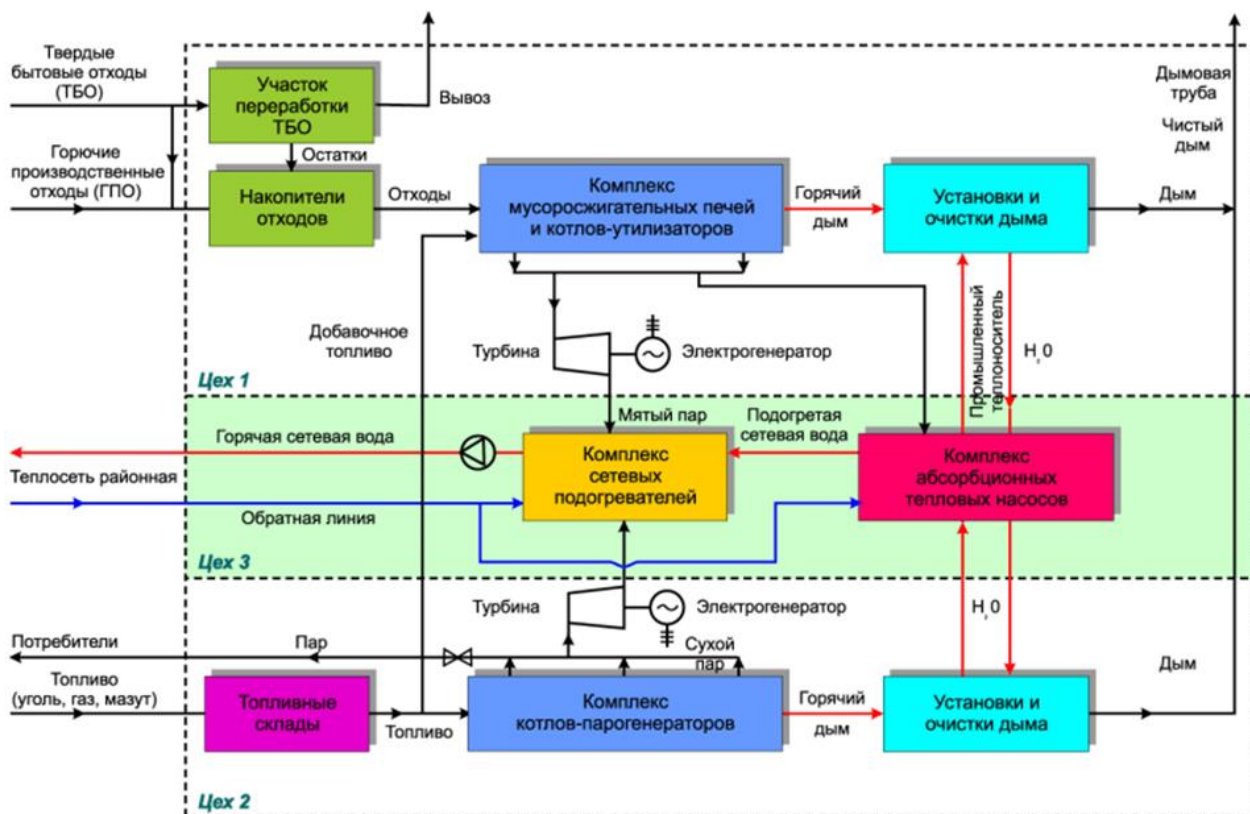 Твердые
бытовые отходы
(ТБО)
Участок
переработки
ТБО
Вывоз
Дымовая
труба
Чистый
дым
Горючие
производственные
отходы (ГПО)
Остатки
Накопители
отходов
Отходы
Комплекс
мусоросжигательных печей
и котлов-утилизаторов
Горячий
дым
Установки и
очистки дыма
Дым
Добавочное
топливо
Турбина
Электрогенератор
Промышленный
теплоноситель
H,0
Цех 1
Мятый пар
Подогретая
сетевая вода
Горячая сетевая вода
Комплекс
сетевых
подогревателей
Комплекс
абсорбционных
тепловых насосов
Теплосеть районная
Обратная линия
Цех 3
Турбина
Электрогенератор
H,0
Потребители
Пар
Сухой
пар
Топливо
(уголь, газ, мазут)
Топливные
склады
Топливо
Комплекс
котлов-парогенераторов
Горячий
дым
Установки и
очистки дыма
Дым
Цех 2